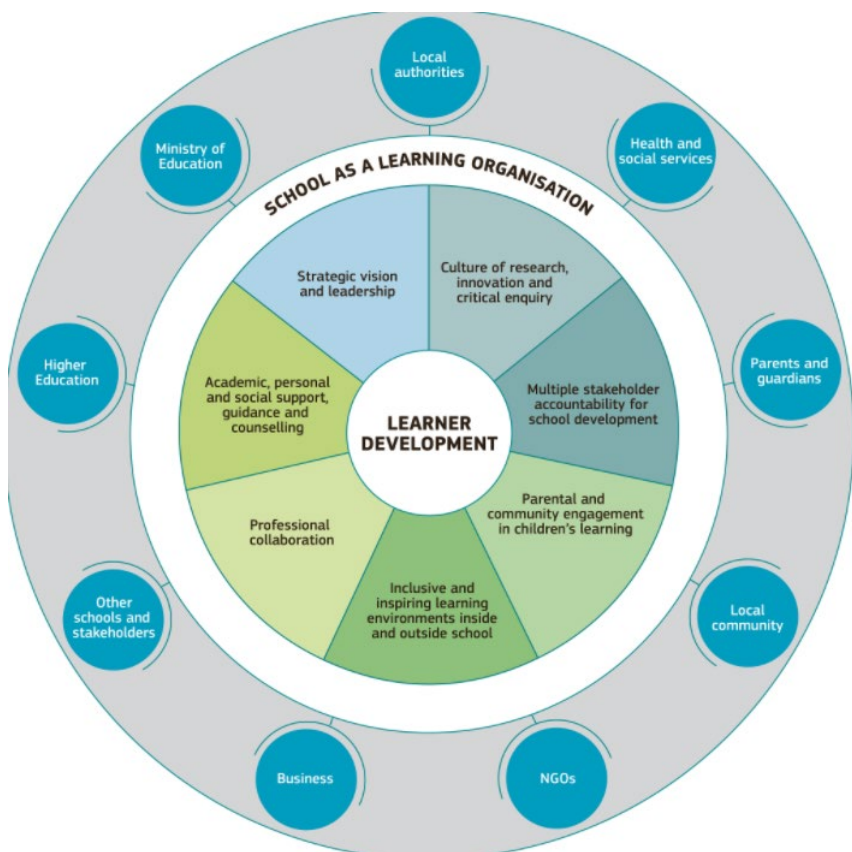 Local
authorities
Health and
social services
Parents and
guardians
Local
community
NGOs
Business
Other
schools and
stakeholders
Higher
Education
Ministry of
Education
SCHOOL AS A LEARNING ORGANISATION
Strategic vision
and leadership
Culture of research,
innovation and
critical enquiry
Multiple stakeholder
accountability for
school development
Parental and
community engagement
in children's learning
Inclusive and
inspiring learning
environments inside
and outside school
Professional
collaboration
Academic, personal
and social support,
guidance and
counselling
LEARNER
DEVELOPMENT